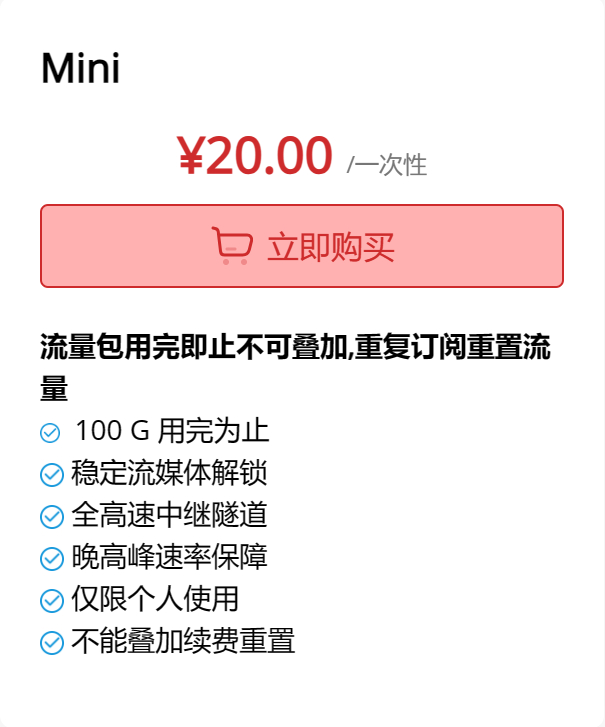 Mini
¥20.00 /一次性
立即购买
流量包用完即止不可叠加,重复订阅重置流
量
100 G 用完为止
稳定流媒体解锁
全高速中继隧道
晚高峰速率保障
仅限个人使用
不能叠加续费重置